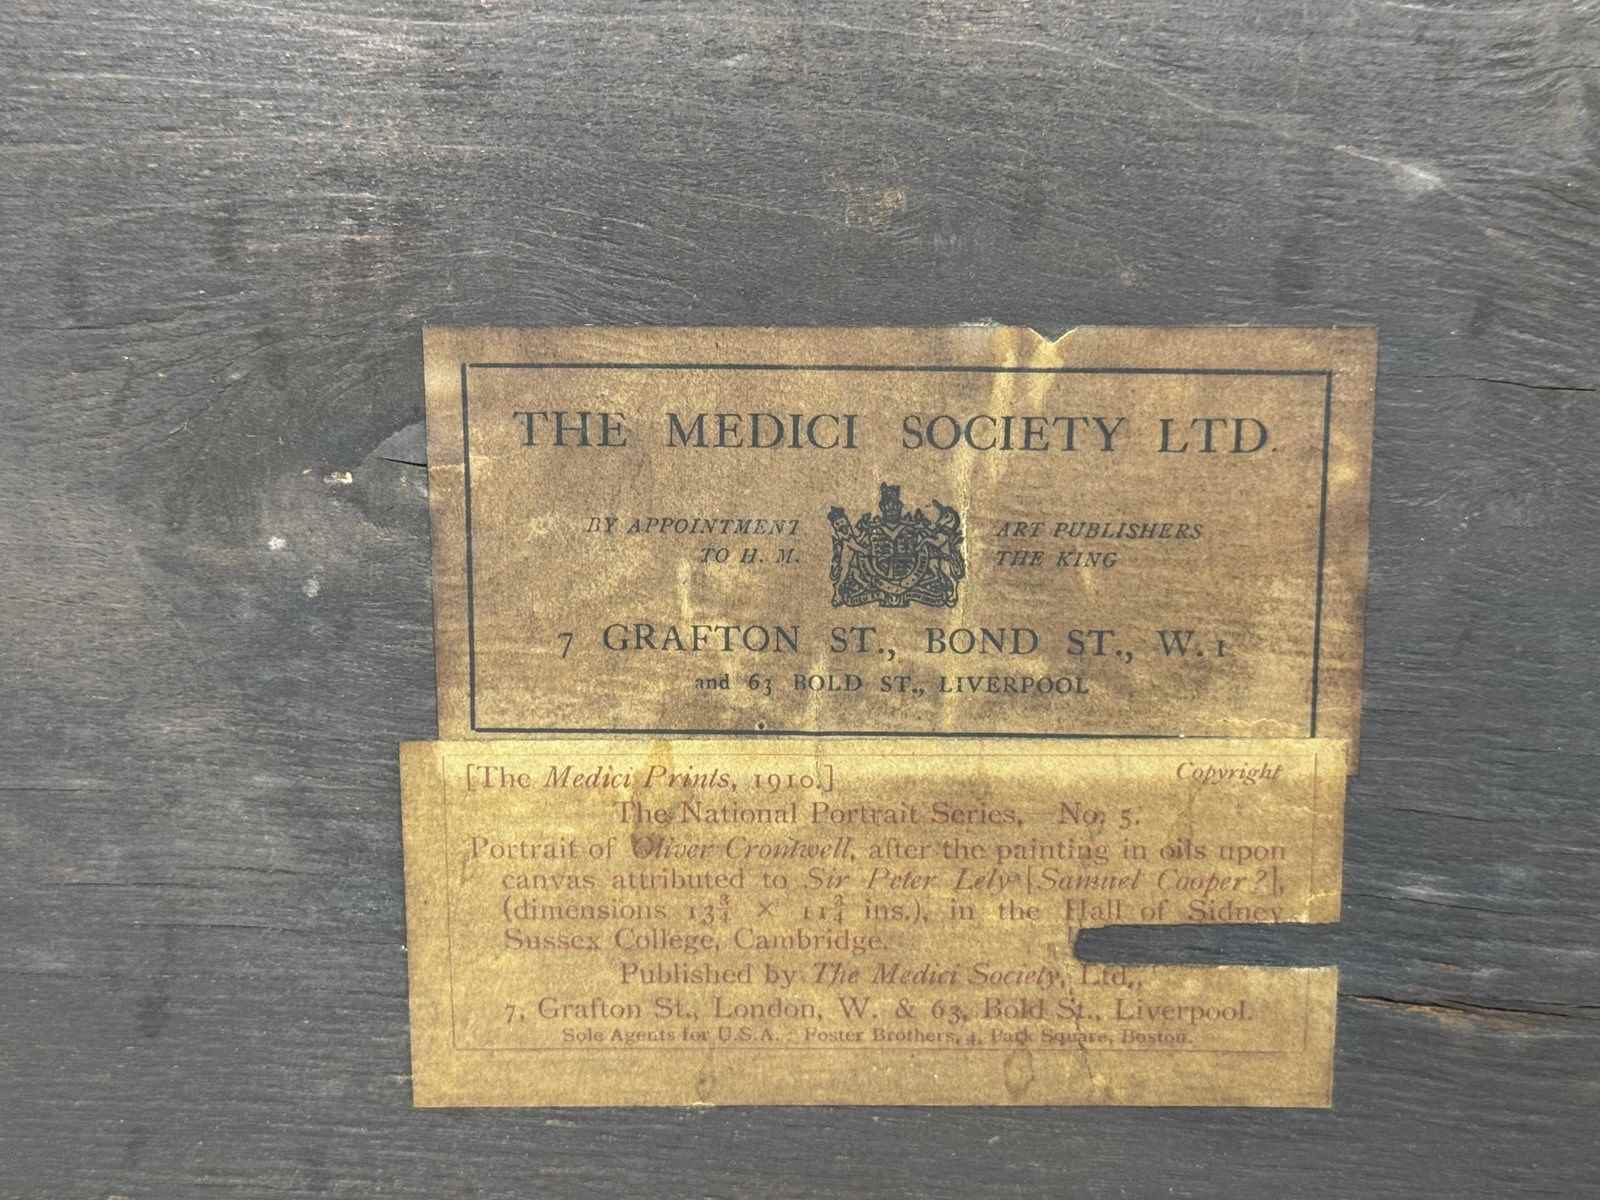 THE MEDICI SOCIETY LTD.
BY APPOINTMENT ART PUBLISHERS
TO H. M. THE KING
7 GRAFTON ST., BOND ST., W. 1
and 63 BOLD ST., LIVERPOOL
[The Medici Prints, 1910.] Copyright
The National Portrait Series, No. 5.
Portrait of Oliver Cromwell, after the painting in oils upon
canvas attributed to Sir Peter Lely [Samuel Cooper?],
(dimensions 13¾ × 11¾ ins.), in the Hall of Sidney
Sussex College, Cambridge.
Published by The Medici Society, Ltd.,
7, Grafton St., London, W. & 63, Bold St., Liverpool.
Sole Agents for U.S.A. : Foster Brothers, 4, Park Square, Boston.